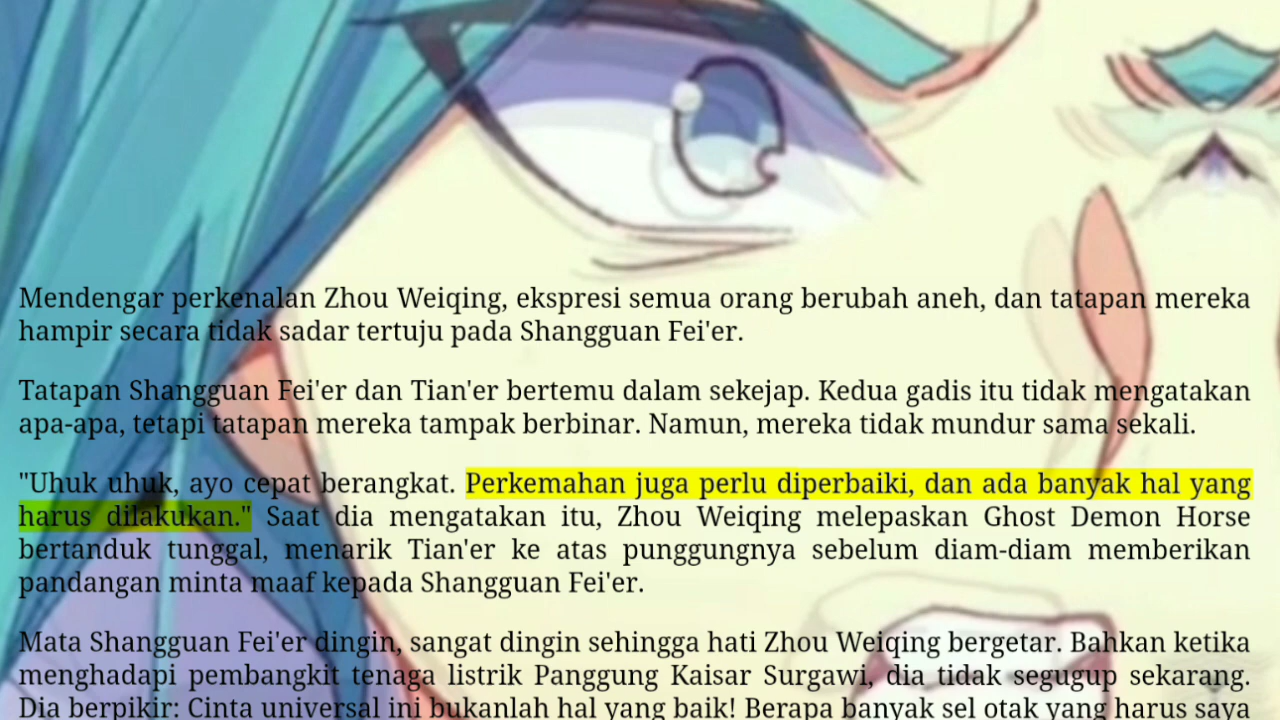 Mendengar perkenalan Zhou Weiqing, ekspresi semua orang berubah aneh, dan tatapan mereka
hampir secara tidak sadar tertuju pada Shangguan Fei'er.
Tatapan Shangguan Fei'er dan Tian'er bertemu dalam sekejap. Kedua gadis itu tidak mengatakan
apa-apa, tetapi tatapan mereka tampak berbinar. Namun, mereka tidak mundur sama sekali.
"Uhuk uhuk, ayo cepat berangkat. Perkemahan juga perlu diperbaiki, dan ada banyak hal yang
harus dilakukan." Saat dia mengatakan itu, Zhou Weiqing melepaskan Ghost Demon Horse
bertanduk tunggal, menarik Tian'er ke atas punggungnya sebelum diam-diam memberikan
pandangan minta maaf kepada Shangguan Fei'er.
Mata Shangguan Fei'er dingin, sangat dingin sehingga hati Zhou Weiqing bergetar. Bahkan ketika
menghadapi pembangkit tenaga listrik Panggung Kaisar Surgawi, dia tidak segugup sekarang.
Dia berpikir: Cinta universal ini bukanlah hal yang baik! Berapa banyak sel otak yang harus saya